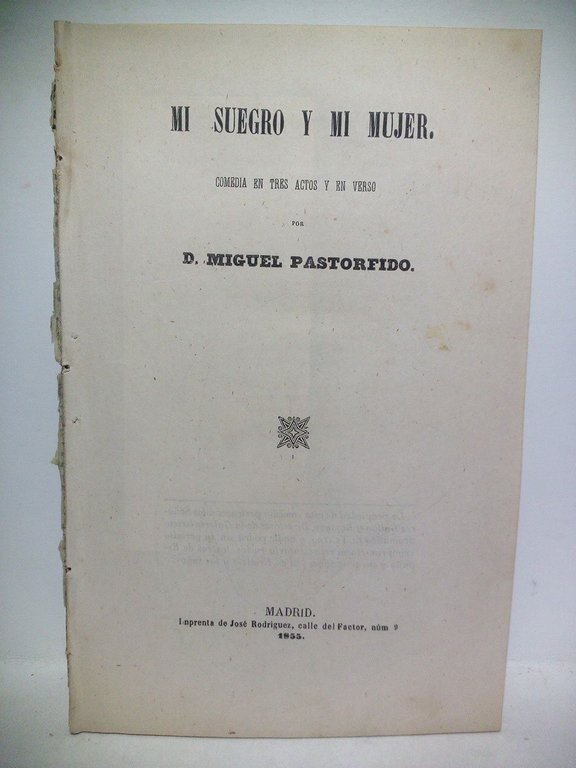 MI SUEGRO Y MI MUJER.
COMEDIA EN TRES ACTOS Y EN VERSO
POR
D. MIGUEL PASTORFIDO.
MADRID.
Imprenta de José Rodriguez, calle del Factor, núm 9
1855.